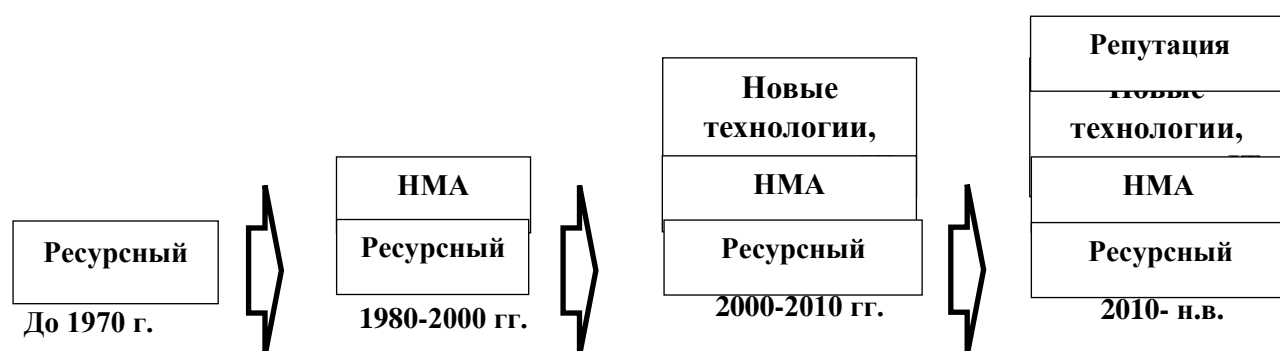 Ресурсный
До 1970 г.
НМА
Ресурсный
1980-2000 гг.
Новые
технологии,
НМА
Ресурсный
2000-2010 гг.
Репутация
Новые
технологии,
НМА
Ресурсный
2010- н.в.